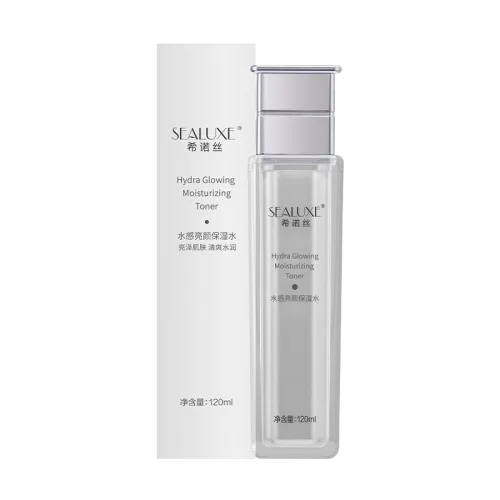 SEALUXE®
希诺丝
Hydra Glowing
Moisturizing
Toner
水感亮颜保湿水
亮泽肌肤 清爽水润
净含量:120ml
SEALUXE®
希诺丝
Hydra Glowing
Moisturizing
Toner
水感亮颜保湿水
净含量:120ml